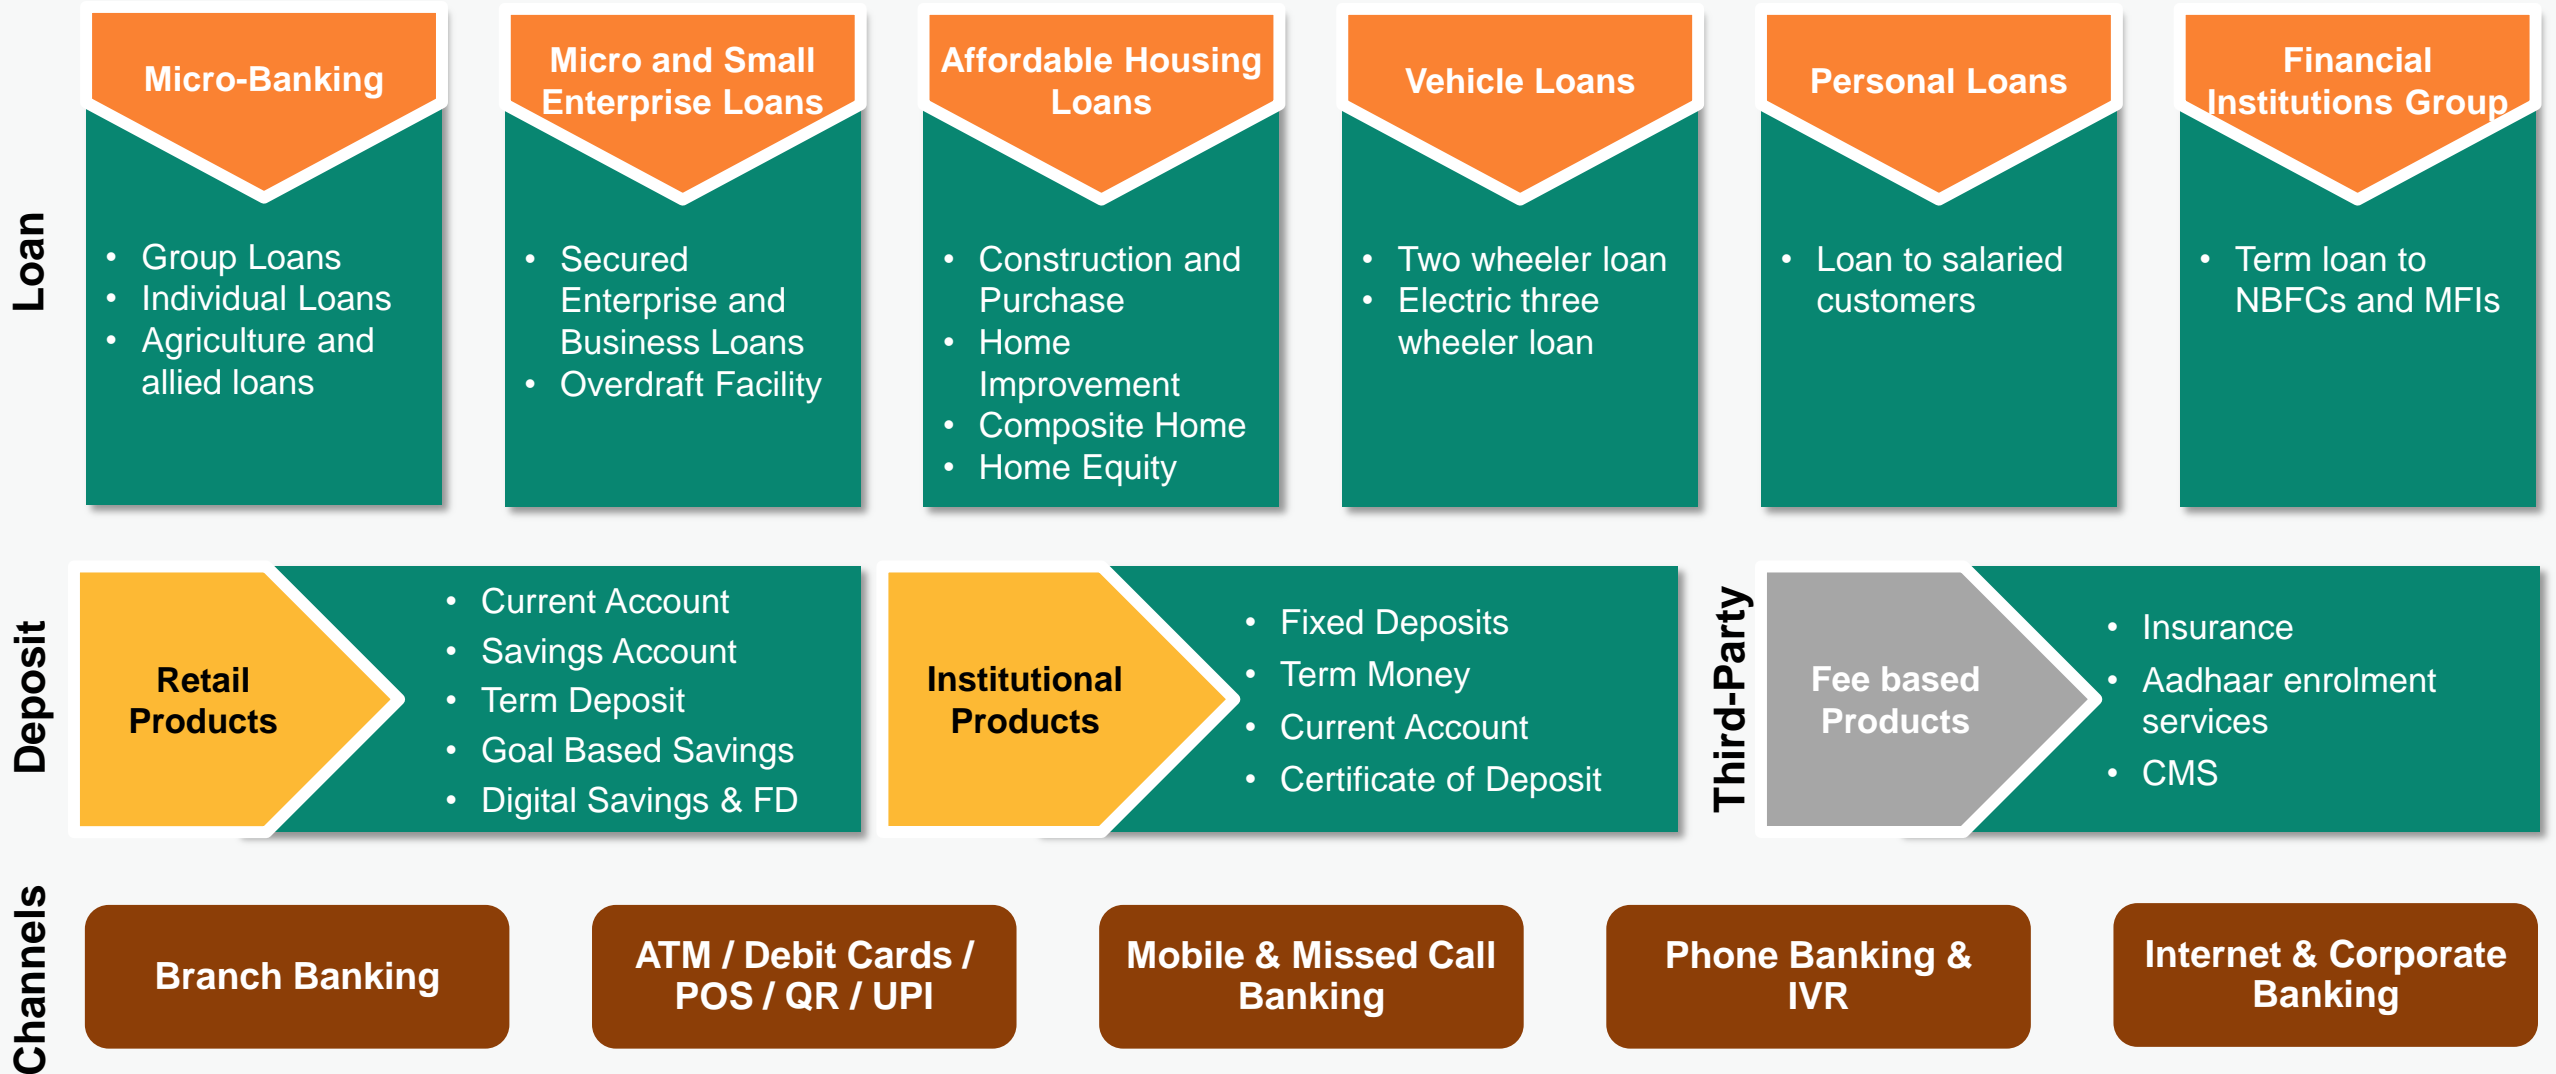 Loan
Micro-Banking
• Group Loans
• Individual Loans
• Agriculture and
allied loans
Micro and Small
Enterprise Loans
• Secured
Enterprise and
Business Loans
• Overdraft Facility
Affordable Housing
Loans
• Construction and
Purchase
• Home
Improvement
• Composite Home
• Home Equity
Vehicle Loans
• Two wheeler loan
• Electric three
wheeler loan
Personal Loans
• Loan to salaried
customers
Financial
Institutions Group
• Term loan to
NBFCs and MFIs
Deposit
Retail
Products
• Current Account
• Savings Account
• Term Deposit
• Goal Based Savings
• Digital Savings & FD
Institutional
Products
• Fixed Deposits
• Term Money
• Current Account
• Certificate of Deposit
Third-Party
Fee based
Products
• Insurance
• Aadhaar enrolment
services
• CMS
Channels
Branch Banking
ATM / Debit Cards /
POS / QR / UPI
Mobile & Missed Call
Banking
Phone Banking &
IVR
Internet & Corporate
Banking